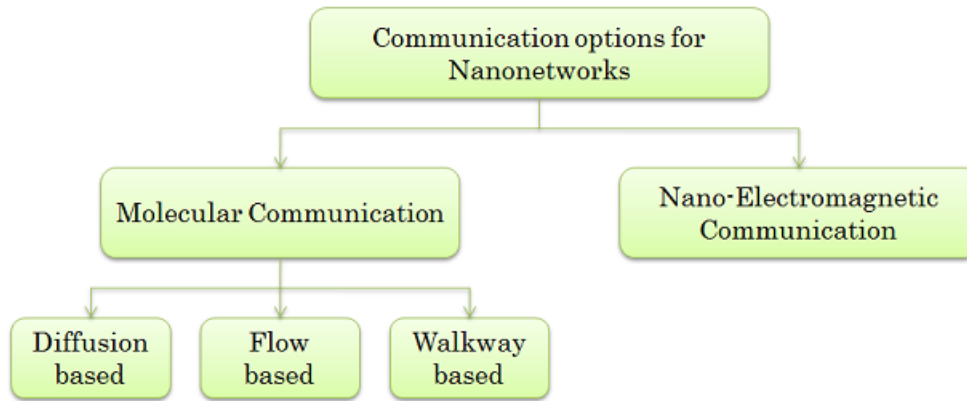 Communication options for
Nanonetworks
Molecular Communication
Nano-Electromagnetic
Communication
Diffusion
based
Flow
based
Walkway
based